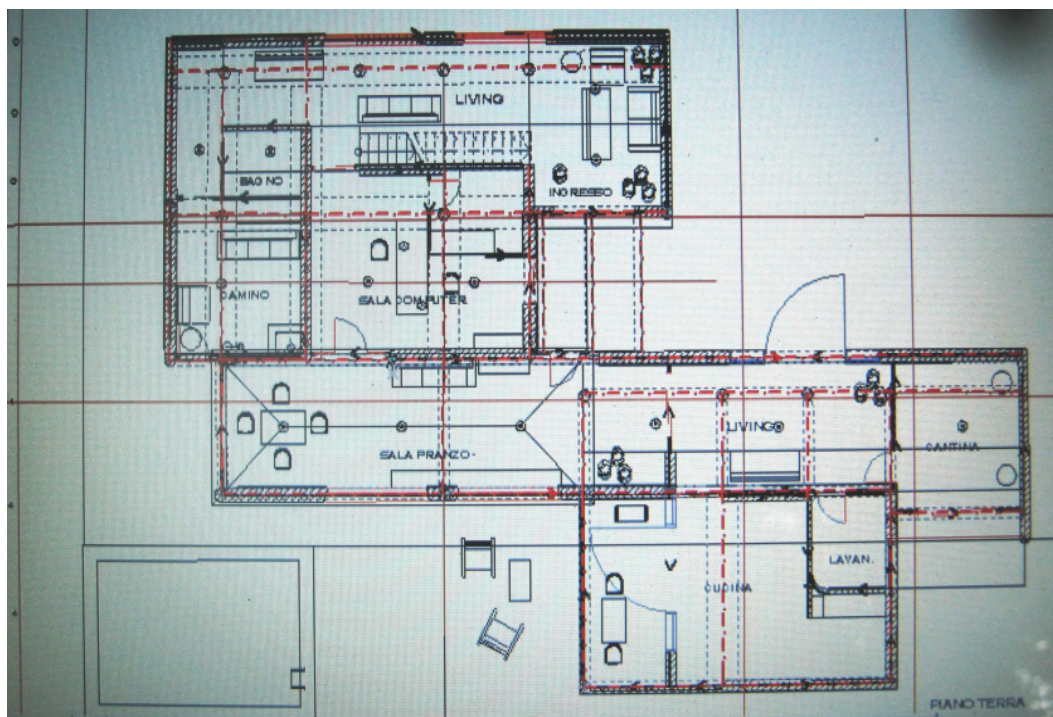 LIVING
BAGNO
INGRESSO
CAMINO
SALA COMPUTER
LIVING
SALA PRANZO
CANTINA
LAVAN.
CUCINA
PIANO TERRA